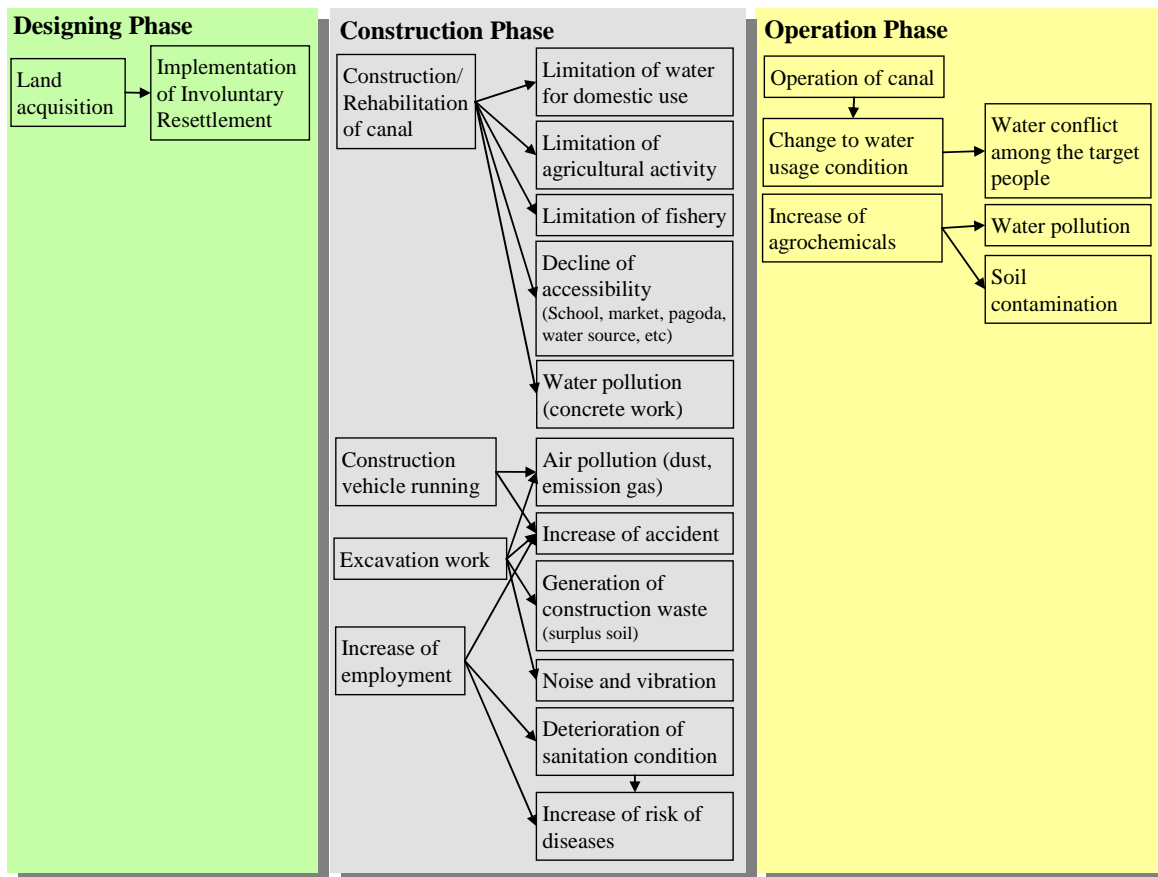 Designing Phase
Land
acquisition
Implementation
of Involuntary
Resettlement
Construction Phase
Construction/
Rehabilitation
of canal
Limitation of water
for domestic use
Limitation of
agricultural activity
Limitation of fishery
Decline of
accessibility
(School, market, pagoda,
water source, etc)
Water pollution
(concrete work)
Construction
vehicle running
Air pollution (dust,
emission gas)
Increase of accident
Excavation work
Generation of
construction waste
(surplus soil)
Increase of
employment
Noise and vibration
Deterioration of
sanitation condition
Increase of risk of
diseases
Operation Phase
Operation of canal
Change to water
usage condition
Water conflict
among the target
people
Increase of
agrochemicals
Water pollution
Soil
contamination